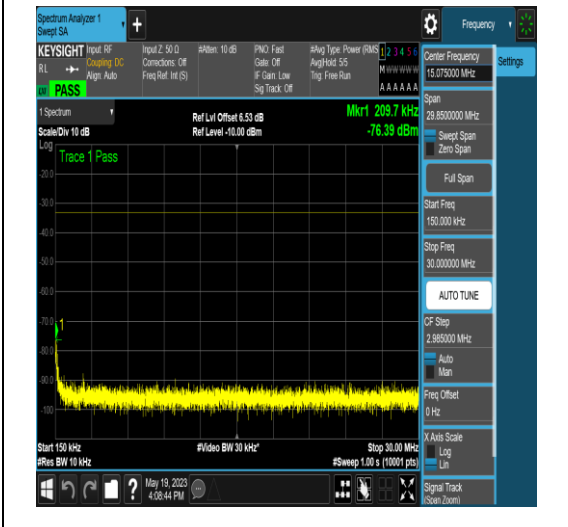 Spectrum Analyzer 1
Swept SA
Frequency
KEYSIGHT
RL
PASS
Input: RF
Coupling: DC
Align: Auto
Input Z: 50 Ω
Corrections: Off
Freq Ref: Int (S)
#Atten: 10 dB
PNO: Fast
Gate: Off
IF Gain: Low
Sig Track: Off
#Avg Type: Power (RMS
Avg|Hold: 5/5
Trig: Free Run
1 2 3 4 5 6
M w w w w w
A A A A A A
1 Spectrum
Scale/Div 10 dB
Ref Lvl Offset 6.53 dB
Ref Level -10.00 dBm
Mkr1 209.7 kHz
-76.39 dBm
Log
Trace 1 Pass
-20.0
-30.0
-40.0
-50.0
-60.0
-70.0
1
-80.0
-90.0
-100
Start 150 kHz
#Video BW 30 kHz*
Stop 30.00 MHz
#Res BW 10 kHz
#Sweep 1.00 s (10001 pts)
May 19, 2023
4:08:44 PM
Settings
Center Frequency
15.075000 MHz
Span
29.8500000 MHz
Swept Span
Zero Span
Full Span
Start Freq
150.000 kHz
Stop Freq
30.000000 MHz
AUTO TUNE
CF Step
2.985000 MHz
Auto
Man
Freq Offset
0 Hz
X Axis Scale
Log
Lin
Signal Track
(Span Zoom)